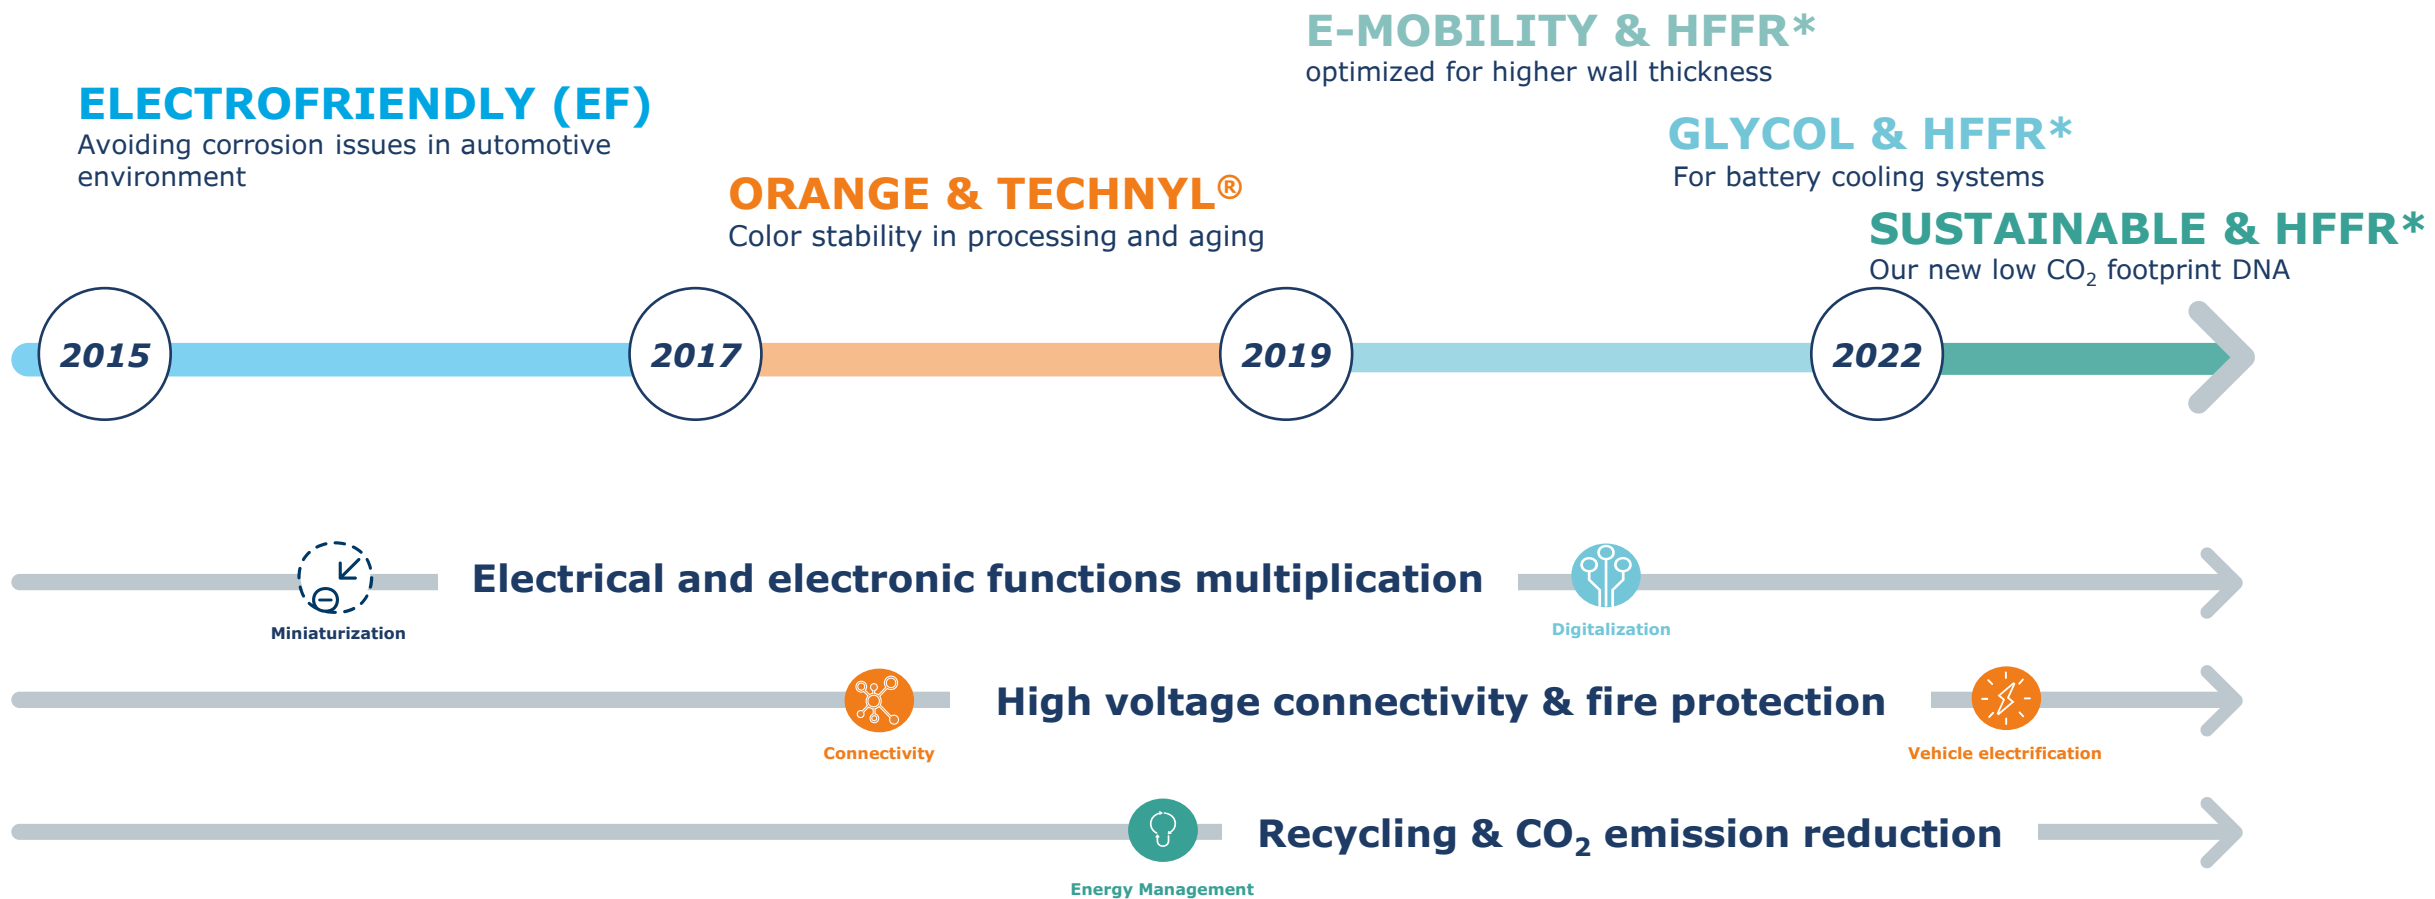 E-MOBILITY & HFFR*
optimized for higher wall thickness
ELECTROFRIENDLY (EF)
Avoiding corrosion issues in automotive
environment
GLYCOL & HFFR*
For battery cooling systems
ORANGE & TECHNYL®
Color stability in processing and aging
SUSTAINABLE & HFFR*
Our new low CO₂ footprint DNA
2015
2017
2019
2022
Electrical and electronic functions multiplication
Miniaturization
Digitalization
High voltage connectivity & fire protection
Connectivity
Vehicle electrification
Recycling & CO₂ emission reduction
Energy Management